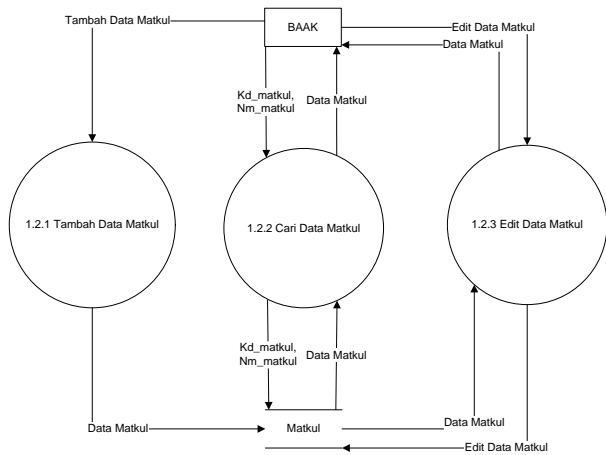 Tambah Data Matkul
BAAK
Edit Data Matkul
Data Matkul
Kd_matkul,
Nm_matkul
Data Matkul
1.2.1 Tambah Data Matkul
1.2.2 Cari Data Matkul
1.2.3 Edit Data Matkul
Kd_matkul,
Nm_matkul
Data Matkul
Data Matkul
Matkul
Data Matkul
Edit Data Matkul